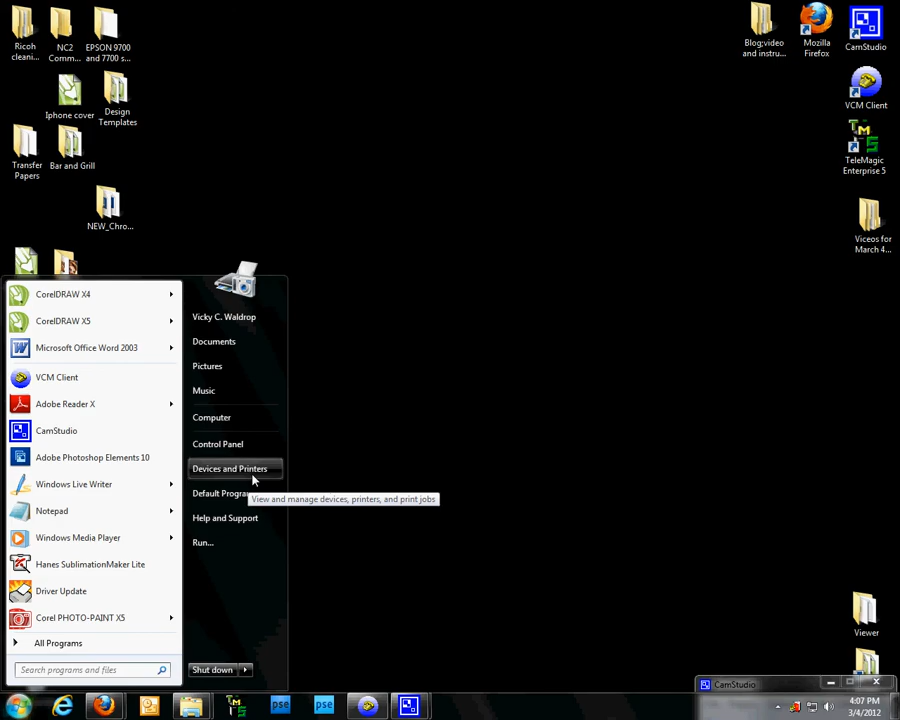 Ricoh
cleani...
NC2
Comm...
EPSON 9700
and 7700 s...
Blog;video
and instru...
Mozilla
Firefox
CamStudio
Iphone cover
Design
Templates
VCM Client
Transfer
Papers
Bar and Grill
TMS
TeleMagic
Enterprise 5
NEW_Chro...
Viceos for
March 4...
CorelDRAW X4
CorelDRAW X5
Microsoft Office Word 2003
VCM Client
Adobe Reader X
CamStudio
Adobe Photoshop Elements 10
Windows Live Writer
Notepad
Windows Media Player
Hanes SublimationMaker Lite
Driver Update
Corel PHOTO-PAINT X5
All Programs
Search programs and files
Vicky C. Waldrop
Documents
Pictures
Music
Computer
Control Panel
Devices and Printers
Default Progra
View and manage devices, printers, and print jobs
Help and Support
Run...
Shut down
Viewer
CamStudio
pse
pse
4:07 PM
3/4/2012